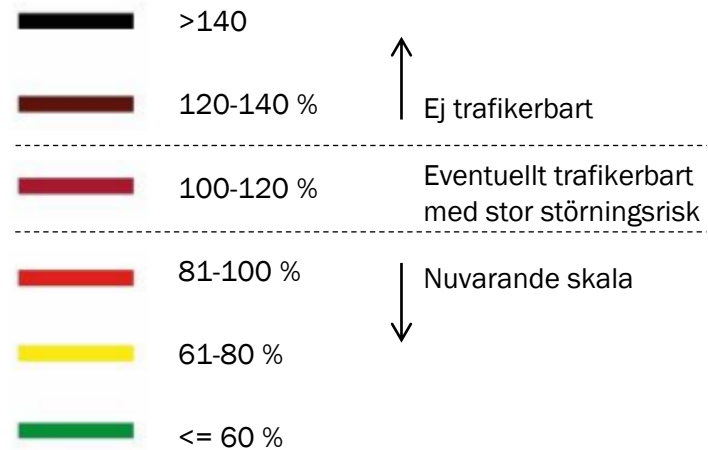 >140
120-140 %
Ej trafikerbart
100-120 %
Eventuellt trafikerbart
med stor störningsrisk
81-100 %
Nuvarande skala
61-80 %
<= 60 %